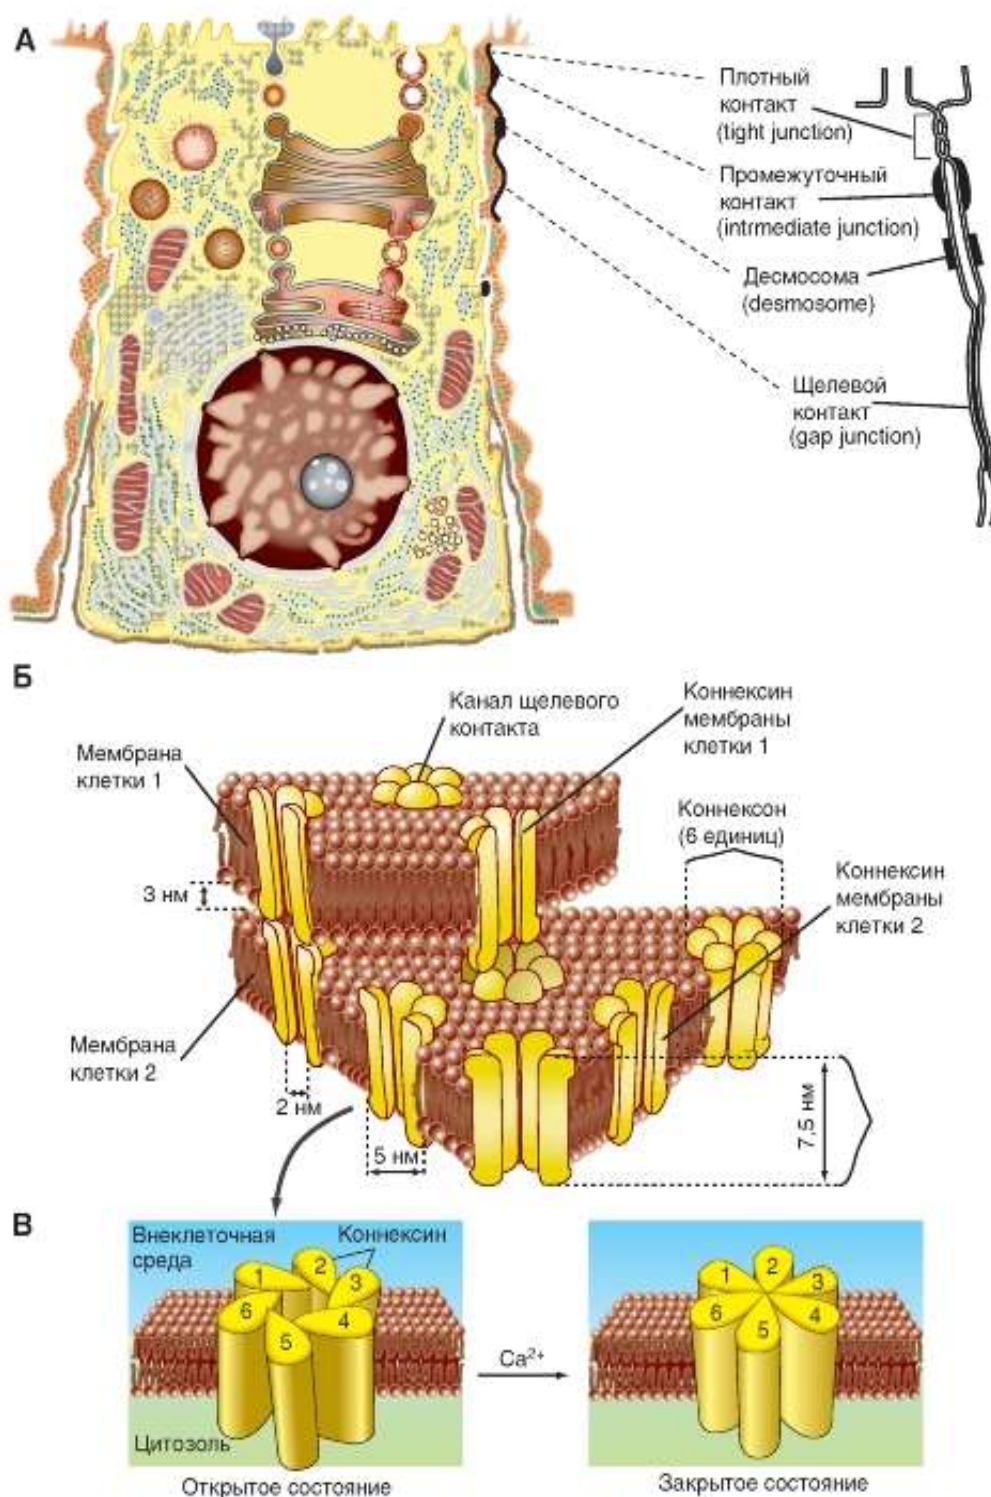 А
Плотный
контакт
(tight junction)
Промежуточный
контакт
(intrmediate junction)
Десмосома
(desmosome)
Щелевой
контакт
(gap junction)
Б
Канал щелевого
контакта
Коннексин
мембраны
клетки 1
Мембрана
клетки 1
Коннексон
(6 единиц)
Коннексин
мембраны
клетки 2
3 нм
Мембрана
клетки 2
2 нм
5 нм
7,5 нм
В
Внеклеточная
среда
Коннексин
1 2 3 4 5 6
Цитозоль
Открытое состояние
Ca²⁺
1 2 3 4 5 6
Закрытое состояние